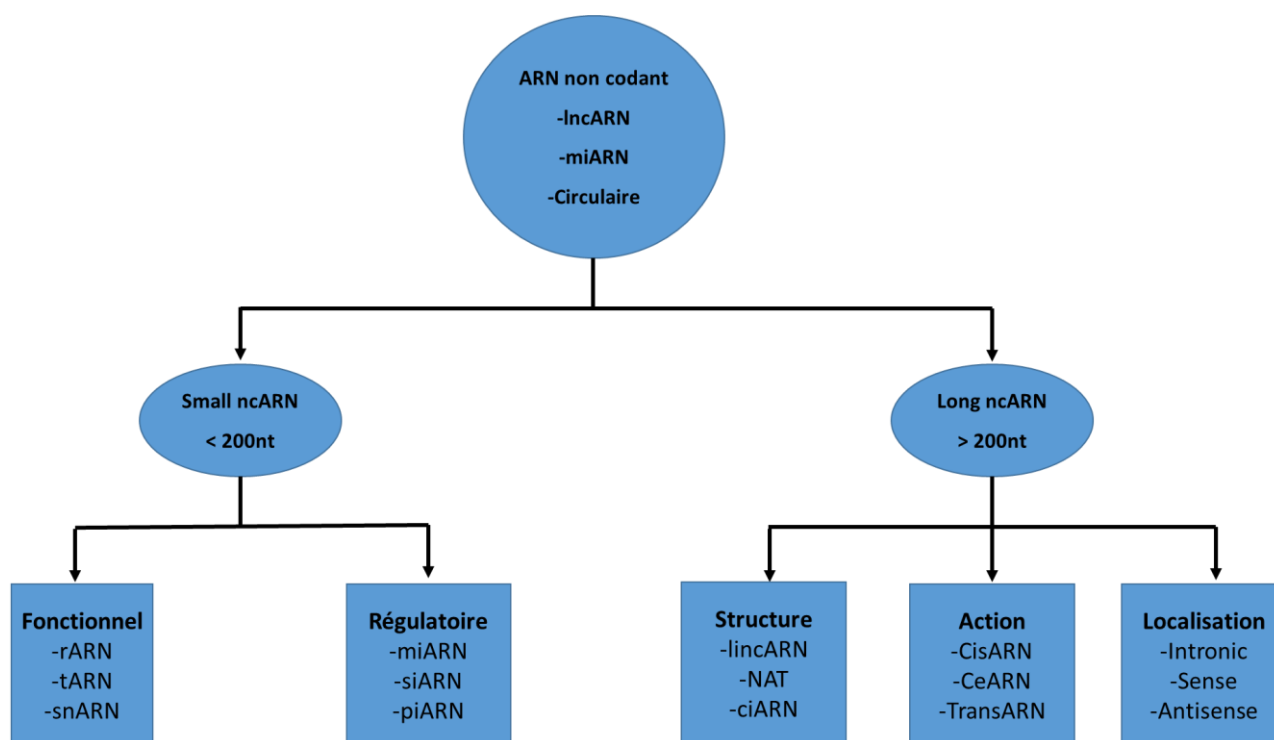 ARN non codant
-lncARN
-miARN
-Circulaire
Small ncARN
< 200nt
Long ncARN
> 200nt
Fonctionnel
-rARN
-tARN
-snARN
Régulatoire
-miARN
-siARN
-piARN
Structure
-lincARN
-NAT
-ciARN
Action
-CisARN
-CeARN
-TransARN
Localisation
-Intronic
-Sense
-Antisense